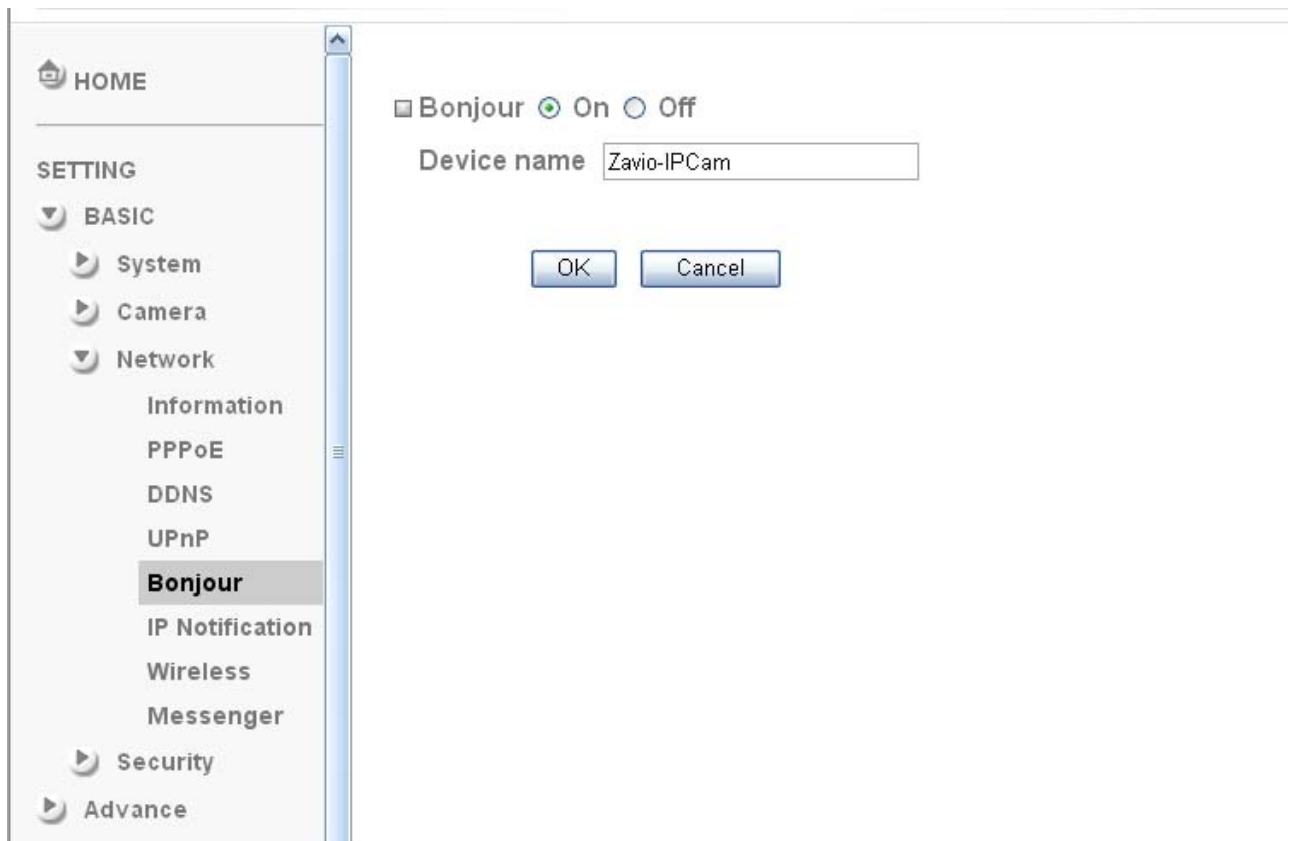 HOME
SETTING
BASIC
System
Camera
Network
Information
PPPoE
DDNS
UPnP
Bonjour
IP Notification
Wireless
Messenger
Security
Advance
Bonjour On Off
Device name Zavio-IPCam
OK Cancel